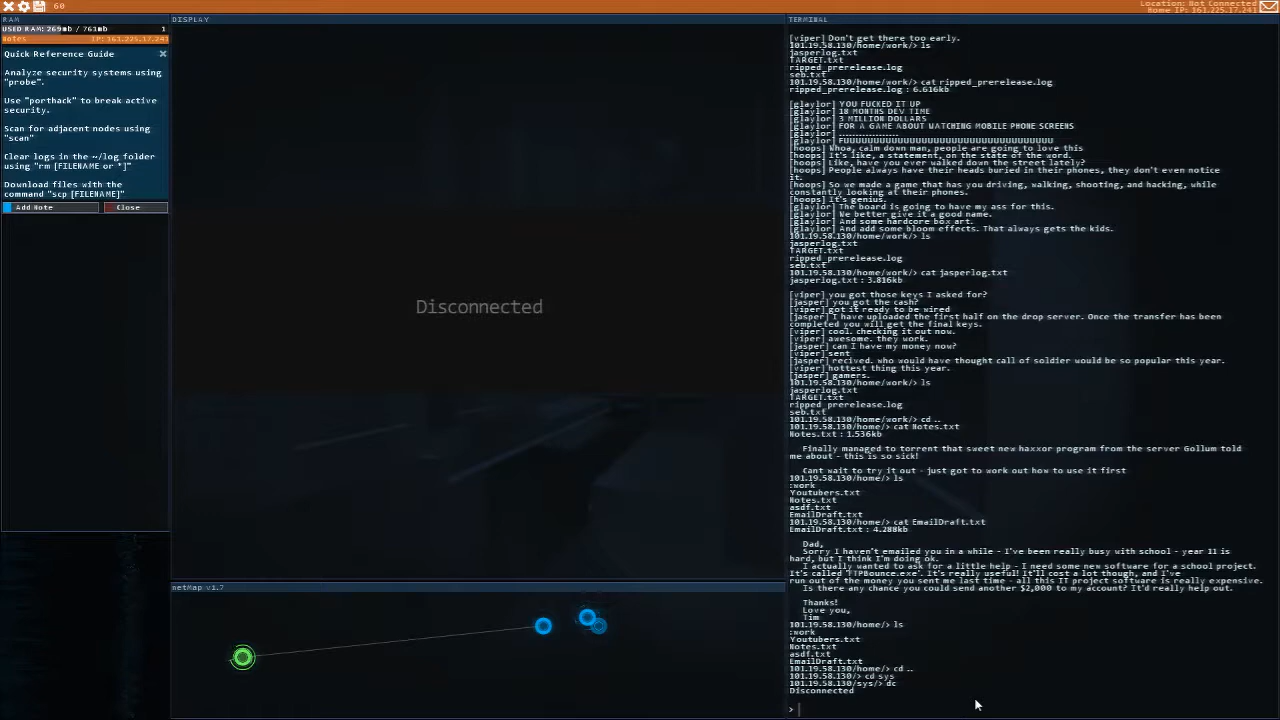 60
Location: Not Connected
Home IP: 161.225.17.241
RAM
USED RAM: 269mb / 761mb 1
notes IP: 161.225.17.241
Quick Reference Guide
Analyze security systems using
"probe".
Use "porthack" to break active
security.
Scan for adjacent nodes using
"scan"
Clear logs in the ~/log folder
using "rm [FILENAME or *]"
Download files with the
command "scp [FILENAME]"
Add Note
Close
DISPLAY
Disconnected
netMap v1.7
TERMINAL
[viper] Don't get there too early.
101.19.58.130/home/work/> ls
jasperlog.txt
TARGET.txt
ripped_prerelease.log
seb.txt
101.19.58.130/home/work/> cat ripped_prerelease.log
ripped_prerelease.log : 6.616kb
[glaylor] YOU FUCKED IT UP
[glaylor] 18 MONTHS DEV TIME
[glaylor] 3 MILLION DOLLARS
[glaylor] FOR A GAME ABOUT WATCHING MOBILE PHONE SCREENS
[glaylor] -----------------
[glaylor] FUUUUUUUUUUUUUUUUUUUUUUUUUUUUUUUUUUU
[hoops] Whoa, calm down man, people are going to love this
[hoops] It's like, a statement, on the state of the word.
[hoops] Like, have you ever walked down the street lately?
[hoops] People always have their heads buried in their phones, they don't even notice
it.
[hoops] So we made a game that has you driving, walking, shooting, and hacking, while
constantly looking at their phones.
[hoops] It's genius.
[glaylor] The board is going to have my ass for this.
[glaylor] We better give it a good name.
[glaylor] And some hardcore box art.
[glaylor] And add some bloom effects. That always gets the kids.
101.19.58.130/home/work/> ls
jasperlog.txt
TARGET.txt
ripped_prerelease.log
seb.txt
101.19.58.130/home/work/> cat jasperlog.txt
jasperlog.txt : 3.816kb
[viper] you got those keys I asked for?
[jasper] you got the cash?
[viper] got it ready to be wired
[jasper] I have uploaded the first half on the drop server. Once the transfer has been
completed you will get the final keys.
[viper] cool. checking it out now.
[viper] awesome. they work.
[jasper] can I have my money now?
[viper] sent
[jasper] recived. who would have thought call of soldier would be so popular this year.
[viper] hottest thing this year.
[jasper] gamers.
101.19.58.130/home/work/> ls
jasperlog.txt
TARGET.txt
ripped_prerelease.log
seb.txt
101.19.58.130/home/work/> cd ..
101.19.58.130/home/> cat Notes.txt
Notes.txt : 1.536kb
Finally managed to torrent that sweet new haxxor program from the server Gollum told
me about - this is so sick!
Cant wait to try it out - just got to work out how to use it first
101.19.58.130/home/> ls
:work
Youtubers.txt
Notes.txt
asdf.txt
EmailDraft.txt
101.19.58.130/home/> cat EmailDraft.txt
EmailDraft.txt : 4.288kb
Dad,
Sorry I haven't emailed you in a while - I've been really busy with school - year 11 is
hard, but I think I'm doing ok.
I actually wanted to ask for a little help - I need some new software for a school project.
It's called "FTPBounce.exe". It's really useful! It'll cost a lot though, and I've
run out of the money you sent me last time - all this IT project software is really expensive.
Is there any chance you could send another $2,000 to my account? It'd really help out.
Thanks!
Love you,
Tim
101.19.58.130/home/> ls
:work
Youtubers.txt
Notes.txt
asdf.txt
EmailDraft.txt
101.19.58.130/home/> cd ..
101.19.58.130/> cd sys
101.19.58.130/sys/> dc
Disconnected
>